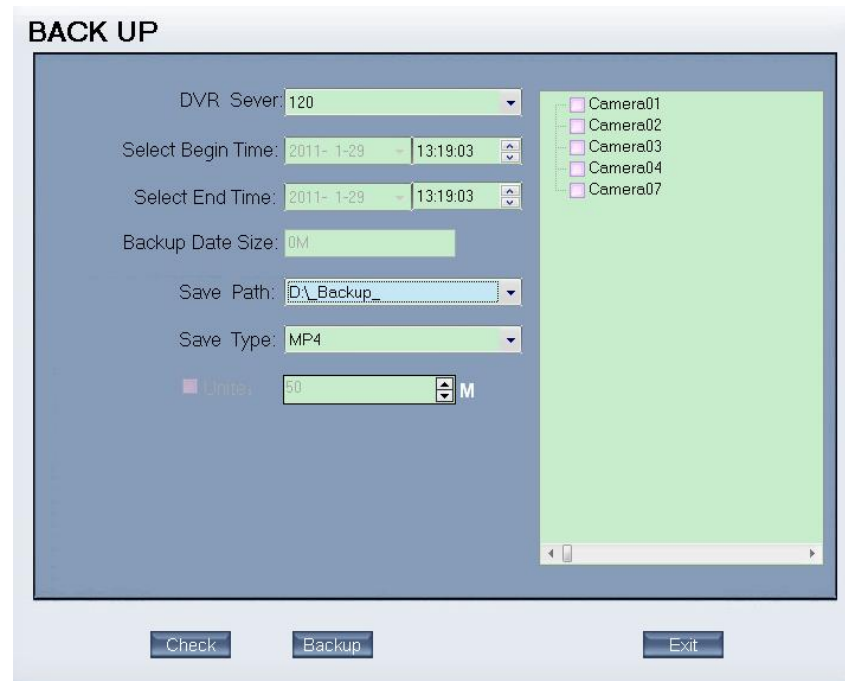 BACK UP
DVR Sever: 120
Select Begin Time: 2011- 1-29 13:19:03
Select End Time: 2011- 1-29 13:19:03
Backup Date Size: 0M
Save Path: D:\_Backup_
Save Type: MP4
Unite: 50 M
Camera01
Camera02
Camera03
Camera04
Camera07
Check Backup Exit